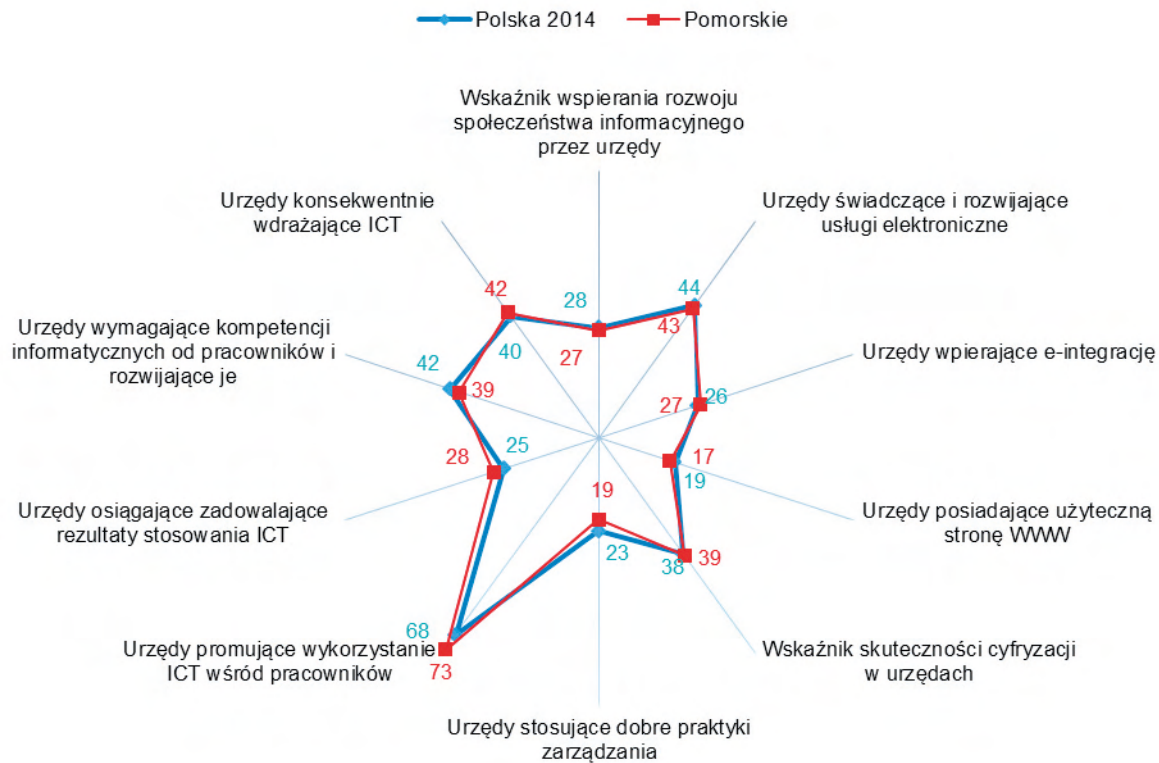 Polska 2014
Pomorskie
Wskaźnik wspierania rozwoju
społeczeństwa informacyjnego
przez urzędy
Urzędy świadczące i rozwijające
usługi elektroniczne
Urzędy wpierające e-integrację
Urzędy posiadające użyteczną
stronę WWW
Wskaźnik skuteczności cyfryzacji
w urzędach
Urzędy stosujące dobre praktyki
zarządzania
Urzędy promujące wykorzystanie
ICT wśród pracowników
Urzędy osiągające zadowalające
rezultaty stosowania ICT
Urzędy wymagające kompetencji
informatycznych od pracowników i
rozwijające je
Urzędy konsekwentnie
wdrażające ICT
28
27
44
43
26
27
17
19
38
39
19
23
68
73
25
28
42
39
42
40